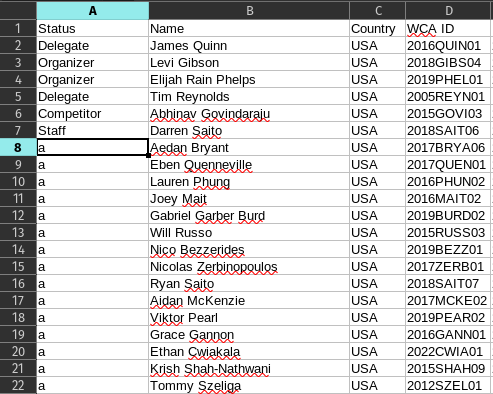 A B C D
1 Status Name Country WCA ID
2 Delegate James Quinn USA 2016QUIN01
3 Organizer Levi Gibson USA 2018GIBS04
4 Organizer Elijah Rain Phelps USA 2019PHEL01
5 Delegate Tim Reynolds USA 2005REYN01
6 Competitor Abhinav Govindaraju USA 2015GOVI03
7 Staff Darren Saito USA 2018SAIT06
8 a Aedan Bryant USA 2017BRYA06
9 a Eben Quenneville USA 2017QUEN01
10 a Lauren Phung USA 2016PHUN02
11 a Joey Mait USA 2016MAIT02
12 a Gabriel Garber Burd USA 2019BURD02
13 a Will Russo USA 2015RUSS03
14 a Nico Bezzerides USA 2019BEZZ01
15 a Nicolas Zerbinopoulos USA 2017ZERB01
16 a Ryan Saito USA 2018SAIT07
17 a Aidan McKenzie USA 2017MCKE02
18 a Viktor Pearl USA 2019PEAR02
19 a Grace Gannon USA 2016GANN01
20 a Ethan Cwiakala USA 2022CWIA01
21 a Krish Shah-Nathwani USA 2015SHAH09
22 a Tommy Szeliga USA 2012SZEL01